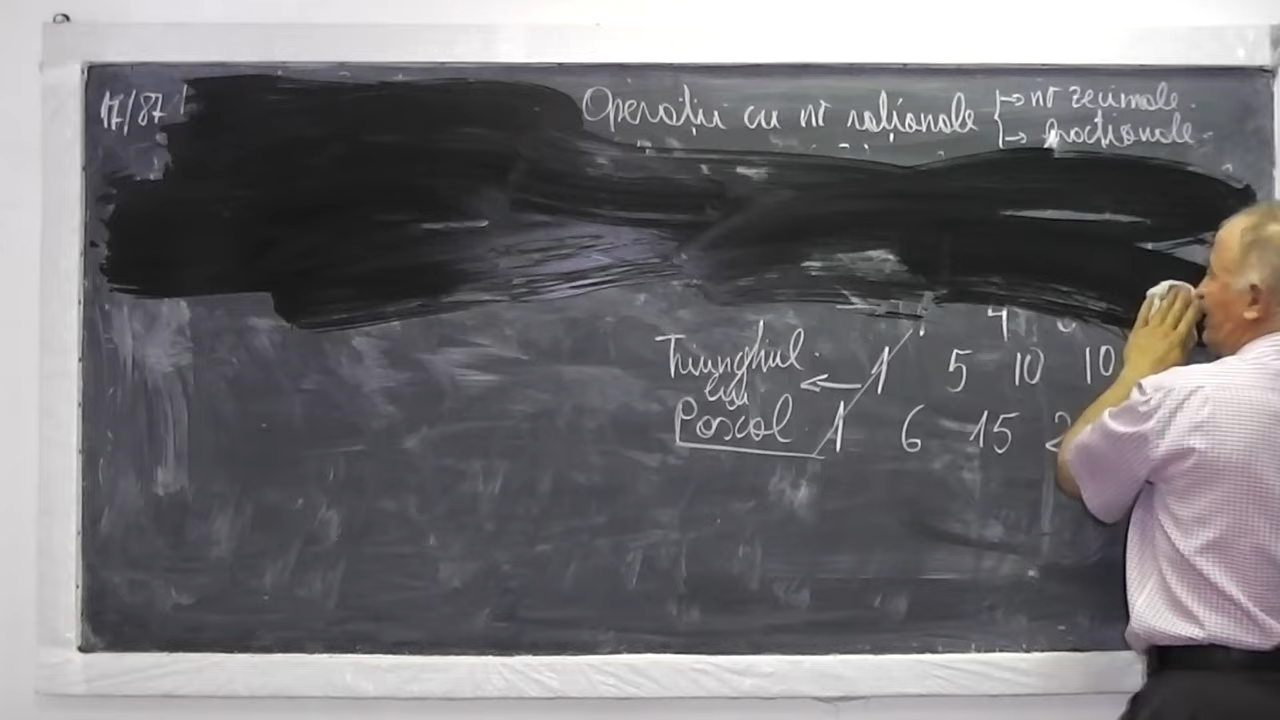 17/87
Operații cu nr raționale
→ nr zecimale.
→ fracționale.
4
Triunghiul 1 5 10 10
lui
Pascal 1 6 15 2